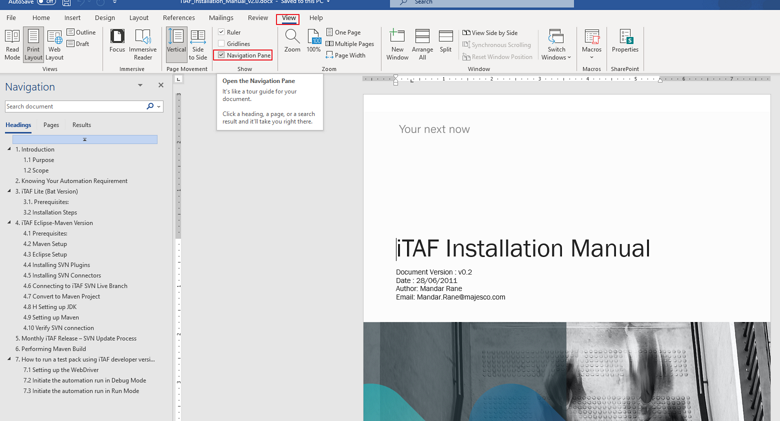 AutoSave Off
iTAF_Installation_Manual_v2.0.docx - Saved to this PC
Search
File Home Insert Design Layout References Mailings Review View Help
Read Mode
Print Layout
Web Layout
Outline
Draft
Views
Focus
Immersive Reader
Immersive
Vertical
Side to Side
Page Movement
Ruler
Gridlines
Navigation Pane
Show
Zoom
100%
One Page
Multiple Pages
Page Width
Zoom
New Window
Arrange All
Split
View Side by Side
Synchronous Scrolling
Reset Window Position
Window
Switch Windows
Macros
Macros
Properties
SharePoint
Open the Navigation Pane
It's like a tour guide for your
document.
Click a heading, a page, or a search
result and it'll take you right there.
Navigation
Search document
Headings Pages Results
1. Introduction
1.1 Purpose
1.2 Scope
2. Knowing Your Automation Requirement
3. iTAF Lite (Bat Version)
3.1. Prerequisites:
3.2 Installation Steps
4. iTAF Eclipse-Maven Version
4.1 Prerequisites:
4.2 Maven Setup
4.3 Eclipse Setup
4.4 Installing SVN Plugins
4.5 Installing SVN Connectors
4.6 Connecting to iTAF SVN Live Branch
4.7 Convert to Maven Project
4.8 H Setting up JDK
4.9 Setting up Maven
4.10 Verify SVN connection
5. Monthly iTAF Release – SVN Update Process
6. Performing Maven Build
7. How to run a test pack using iTAF developer versi...
7.1 Setting up the WebDriver
7.2 Initiate the automation run in Debug Mode
7.3 Initiate the automation run in Run Mode
1 2 3 4 5 6 7
Your next now
iTAF Installation Manual
Document Version : v0.2
Date : 28/06/2011
Author: Mandar Rane
Email: Mandar.Rane@majesco.com